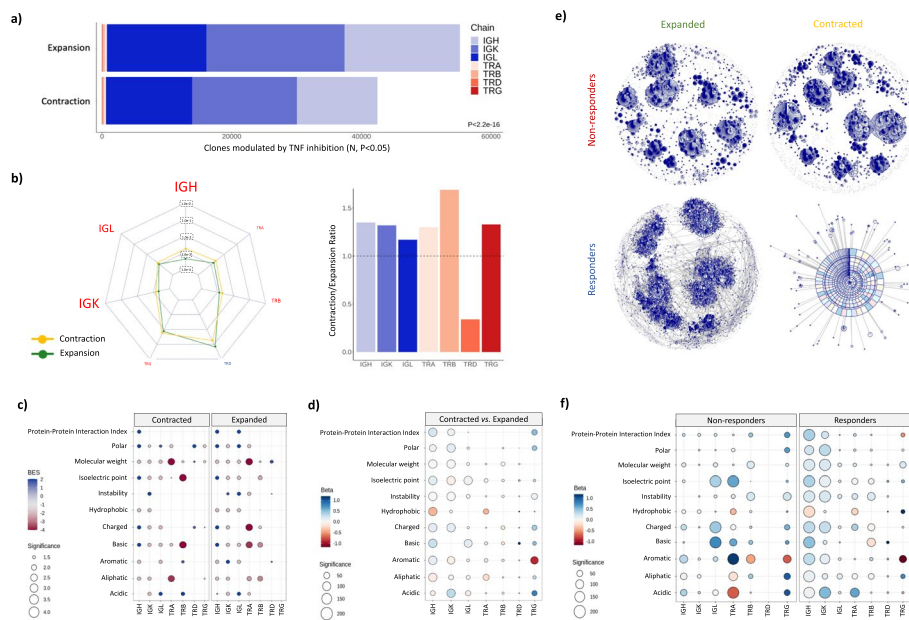 a)
Expansion
Contraction
0
20000
40000
60000
Clones modulated by TNF inhibition (N, P<0.05)
Chain
IGH
IGK
IGL
TRA
TRB
TRD
TRG
P<2.2e-16
b)
IGH
IGL
TRA
IGK
TRB
TRG
TRD
Contraction
Expansion
Contraction/Expansion Ratio
1.5
1.0
0.5
0.0
IGH
IGK
IGL
TRA
TRB
TRD
TRG
e)
Expanded
Contracted
Non-responders
Responders
c)
Contracted
Expanded
Protein-Protein Interaction Index
Polar
Molecular weight
Isoelectric point
Instability
Hydrophobic
Charged
Basic
Aromatic
Aliphatic
Acidic
BES
2
1
0
-1
-2
-3
-4
Significance
1.5
2.0
2.5
3.0
3.5
4.0
IGH
IGK
IGL
TRA
TRB
TRD
TRG
IGH
IGK
IGL
TRA
TRB
TRD
TRG
d)
Contracted vs. Expanded
Protein-Protein Interaction Index
Polar
Molecular weight
Isoelectric point
Instability
Hydrophobic
Charged
Basic
Aromatic
Aliphatic
Acidic
Beta
1.0
0.5
0.0
-0.5
-1.0
Significance
50
100
150
200
IGH
IGK
IGL
TRA
TRB
TRD
TRG
f)
Non-responders
Responders
Protein-Protein Interaction Index
Polar
Molecular weight
Isoelectric point
Instability
Hydrophobic
Charged
Basic
Aromatic
Aliphatic
Acidic
Beta
1.0
0.5
0.0
-0.5
-1.0
Significance
50
100
150
200
IGH
IGK
IGL
TRA
TRB
TRD
TRG
IGH
IGK
IGL
TRA
TRB
TRD
TRG